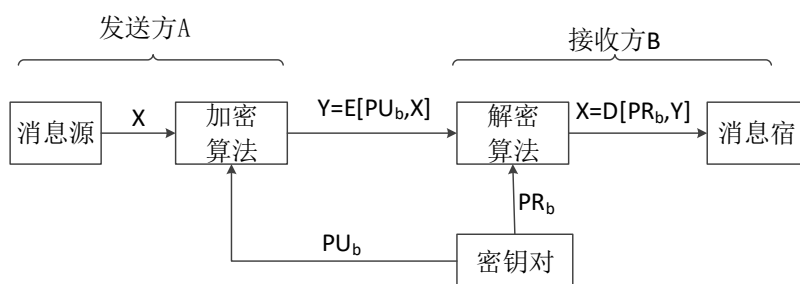 发送方A
接收方B
消息源
X
加密
算法
Y=E[PUb,X]
解密
算法
X=D[PRb,Y]
消息宿
PRb
PUb
密钥对